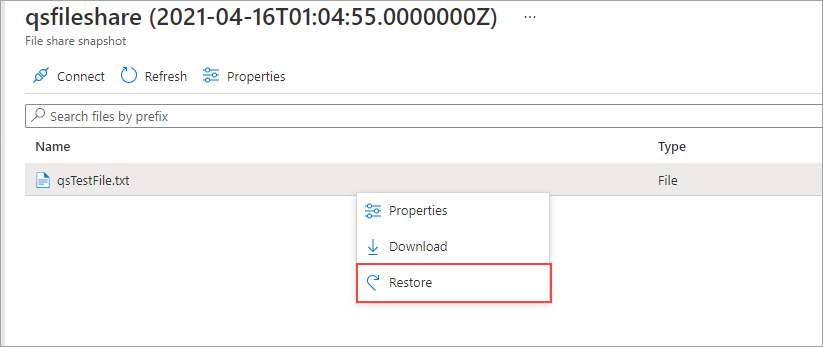 qsfileshare (2021-04-16T01:04:55.0000000Z) ...
File share snapshot
Connect Refresh Properties
Search files by prefix
Name Type
qsTestFile.txt File
Properties
Download
Restore